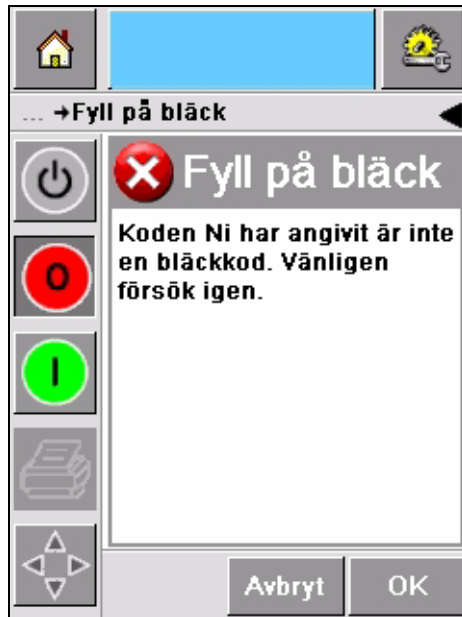 ... →Fyll på bläck
Fyll på bläck
Koden Ni har angivit är inte
en bläckkod. Vänligen
försök igen.
O
I
Avbryt
OK